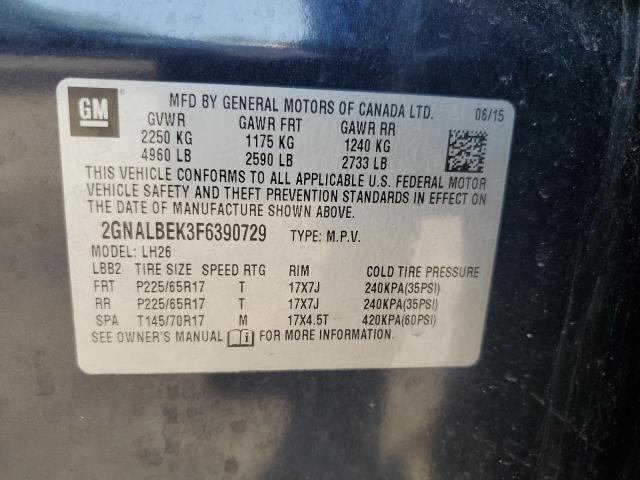 GM
MFD BY GENERAL MOTORS OF CANADA LTD. 06/15
GVWR GAWR FRT GAWR RR
2250 KG 1175 KG 1240 KG
4960 LB 2590 LB 2733 LB
THIS VEHICLE CONFORMS TO ALL APPLICABLE U.S. FEDERAL MOTOR
VEHICLE SAFETY AND THEFT PREVENTION STANDARDS IN EFFECT ON
THE DATE OF MANUFACTURE SHOWN ABOVE.
2GNALBEK3F6390729 TYPE: M.P.V.
MODEL: LH26
LBB2 TIRE SIZE SPEED RTG RIM COLD TIRE PRESSURE
FRT P225/65R17 T 17X7J 240KPA(35PSI)
RR P225/65R17 T 17X7J 240KPA(35PSI)
SPA T145/70R17 M 17X4.5T 420KPA(60PSI)
SEE OWNER'S MANUAL FOR MORE INFORMATION.